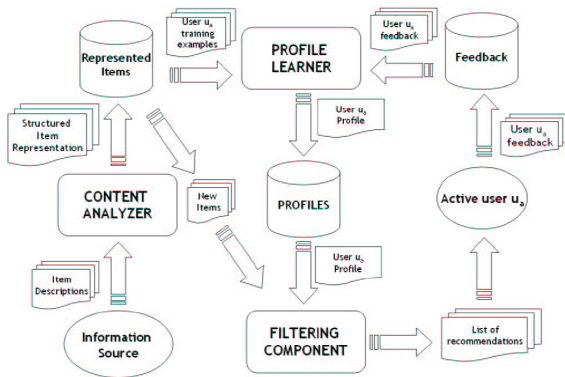 User uₐ
training
examples
Represented
Items
PROFILE
LEARNER
User uₐ
feedback
Feedback
Structured
Item
Representation
User uₐ
Profile
User uₐ
feedback
CONTENT
ANALYZER
New
Items
PROFILES
Active user uₐ
Item
Descriptions
User uₐ
Profile
Information
Source
FILTERING
COMPONENT
List of
recommendations